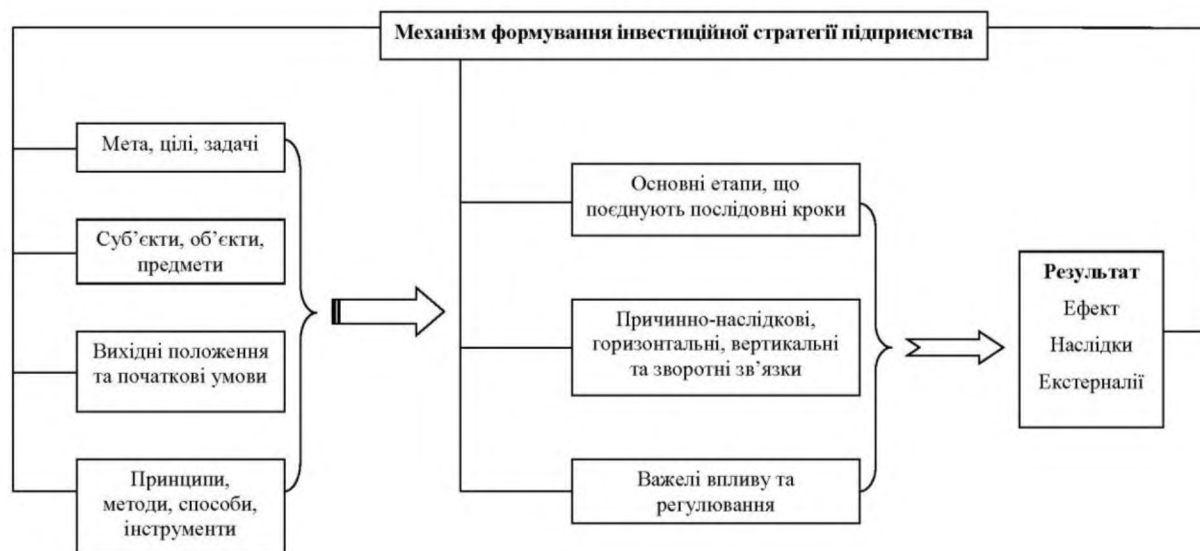 Механізм формування інвестиційної стратегії підприємства
Мета, цілі, задачі
Суб’єкти, об’єкти,
предмети
Вихідні положення
та початкові умови
Принципи,
методи, способи,
інструменти
Основні етапи, що
поєднують послідовні кроки
Причинно-наслідкові,
горизонтальні, вертикальні
та зворотні зв’язки
Важелі впливу та
регулювання
Результат
Ефект
Наслідки
Екстерналії